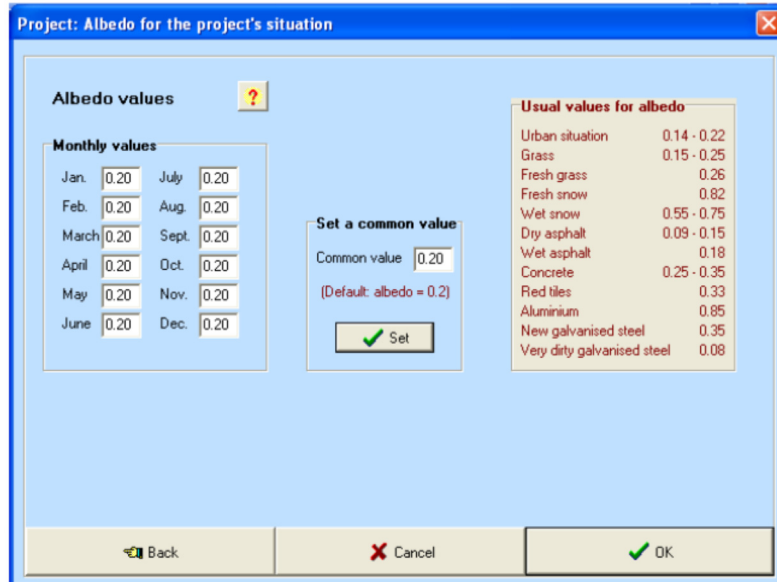 Project: Albedo for the project's situation
Albedo values
?
Monthly values
Jan. 0.20 July 0.20
Feb. 0.20 Aug. 0.20
March 0.20 Sept. 0.20
April 0.20 Oct. 0.20
May 0.20 Nov. 0.20
June 0.20 Dec. 0.20
Set a common value
Common value 0.20
(Default: albedo = 0.2)
Set
Usual values for albedo
Urban situation 0.14 - 0.22
Grass 0.15 - 0.25
Fresh grass 0.26
Fresh snow 0.82
Wet snow 0.55 - 0.75
Dry asphalt 0.09 - 0.15
Wet asphalt 0.18
Concrete 0.25 - 0.35
Red tiles 0.33
Aluminium 0.85
New galvanised steel 0.35
Very dirty galvanised steel 0.08
Back Cancel OK